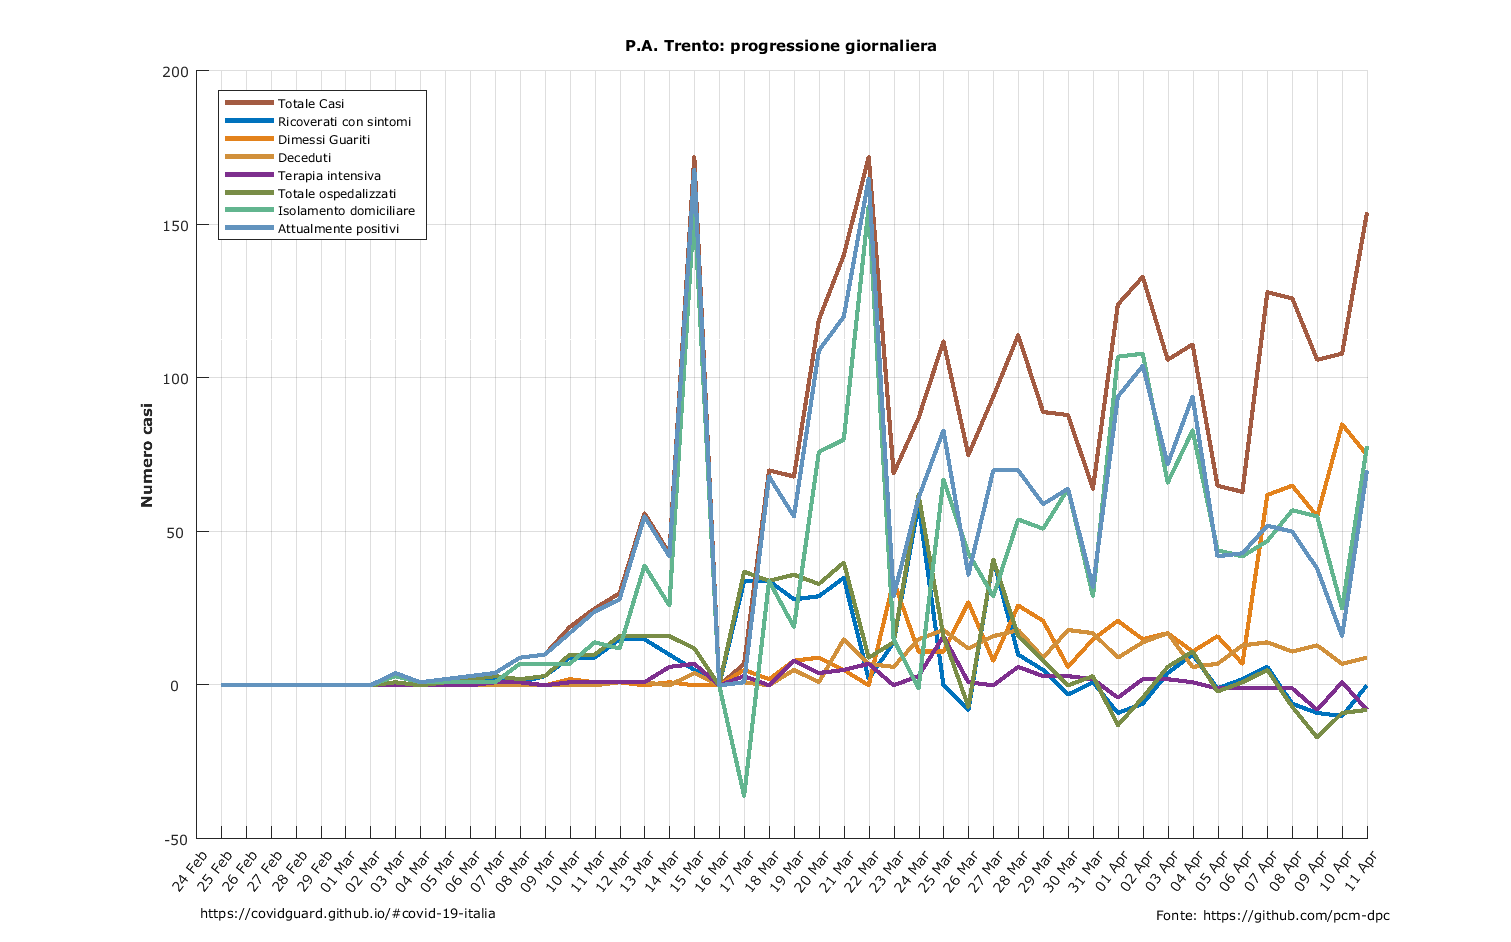 P.A. Trento: progressione giornaliera
200
150
100
50
0
-50
Numero casi
Totale Casi
Ricoverati con sintomi
Dimessi Guariti
Deceduti
Terapia intensiva
Totale ospedalizzati
Isolamento domiciliare
Attualmente positivi
24 Feb
25 Feb
26 Feb
27 Feb
28 Feb
29 Feb
01 Mar
02 Mar
03 Mar
04 Mar
05 Mar
06 Mar
07 Mar
08 Mar
09 Mar
10 Mar
11 Mar
12 Mar
13 Mar
14 Mar
15 Mar
16 Mar
17 Mar
18 Mar
19 Mar
20 Mar
21 Mar
22 Mar
23 Mar
24 Mar
25 Mar
26 Mar
27 Mar
28 Mar
29 Mar
30 Mar
31 Mar
01 Apr
02 Apr
03 Apr
04 Apr
05 Apr
06 Apr
07 Apr
08 Apr
09 Apr
10 Apr
11 Apr
https://covidguard.github.io/#covid-19-italia
Fonte: https://github.com/pcm-dpc